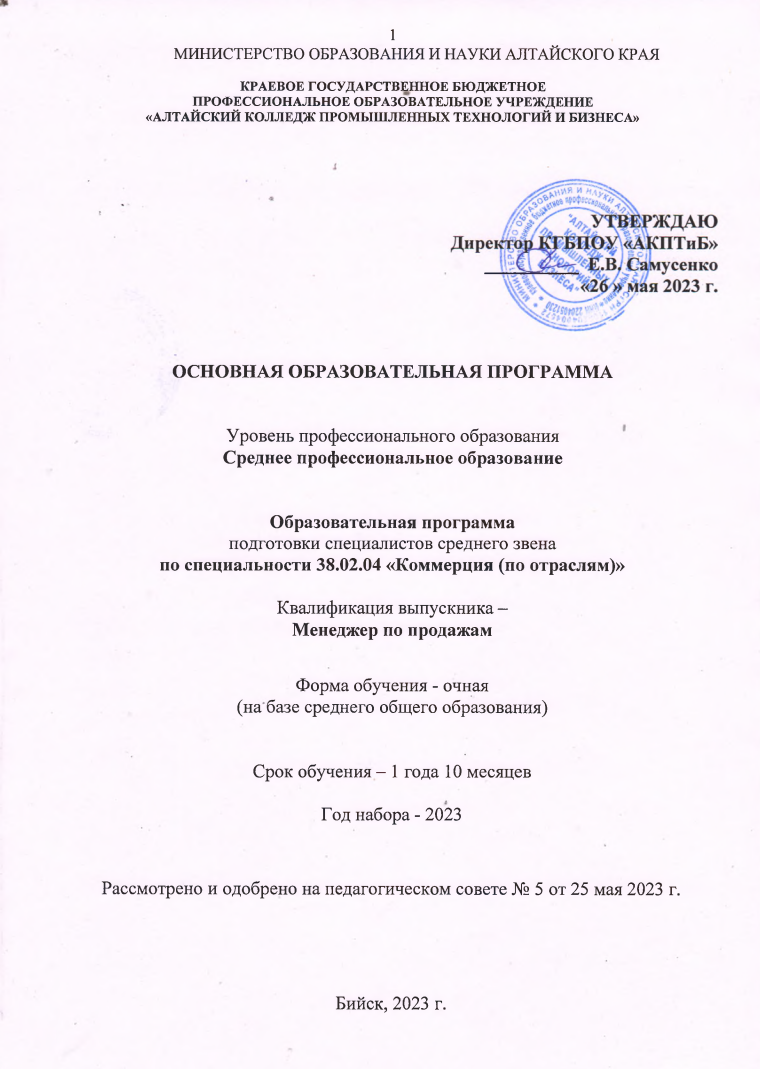 1
МИНИСТЕРСТВО ОБРАЗОВАНИЯ И НАУКИ АЛТАЙСКОГО КРАЯ
КРАЕВОЕ ГОСУДАРСТВЕННОЕ БЮДЖЕТНОЕ
ПРОФЕССИОНАЛЬНОЕ ОБРАЗОВАТЕЛЬНОЕ УЧРЕЖДЕНИЕ
«АЛТАЙСКИЙ КОЛЛЕДЖ ПРОМЫШЛЕННЫХ ТЕХНОЛОГИЙ И БИЗНЕСА»
УТВЕРЖДАЮ
Директор КГБПОУ «АКПТиБ»
Е.В. Самусенко
«26 » мая 2023 г.
ОСНОВНАЯ ОБРАЗОВАТЕЛЬНАЯ ПРОГРАММА
Уровень профессионального образования
Среднее профессиональное образование
Образовательная программа
подготовки специалистов среднего звена
по специальности 38.02.04 «Коммерция (по отраслям)»
Квалификация выпускника –
Менеджер по продажам
Форма обучения - очная
(на базе среднего общего образования)
Срок обучения – 1 года 10 месяцев
Год набора - 2023
Рассмотрено и одобрено на педагогическом совете № 5 от 25 мая 2023 г.
Бийск, 2023 г.